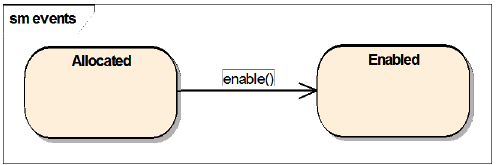 sm events
Allocated
enable()
Enabled